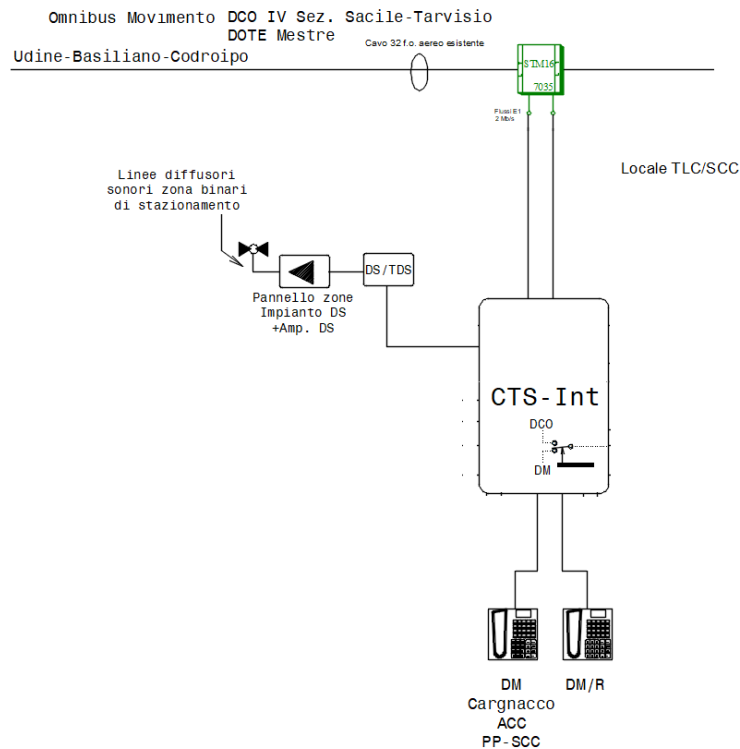 Omnibus Movimento DCO IV Sez. Sacile-Tarvisio
DOTE Mestre
Cavo 32 f.o. aereo esistente
Udine-Basiliano-Codroipo
STM16
7035
Flussi E1
2 Mb/s
Locale TLC/SCC
Linee diffusori
sonori zona binari
di stazionamento
DS/TDS
Pannello zone
Impianto DS
+Amp. DS
CTS-Int
DCO
DM
DM
Cargnacco
ACC
PP-SCC
DM/R